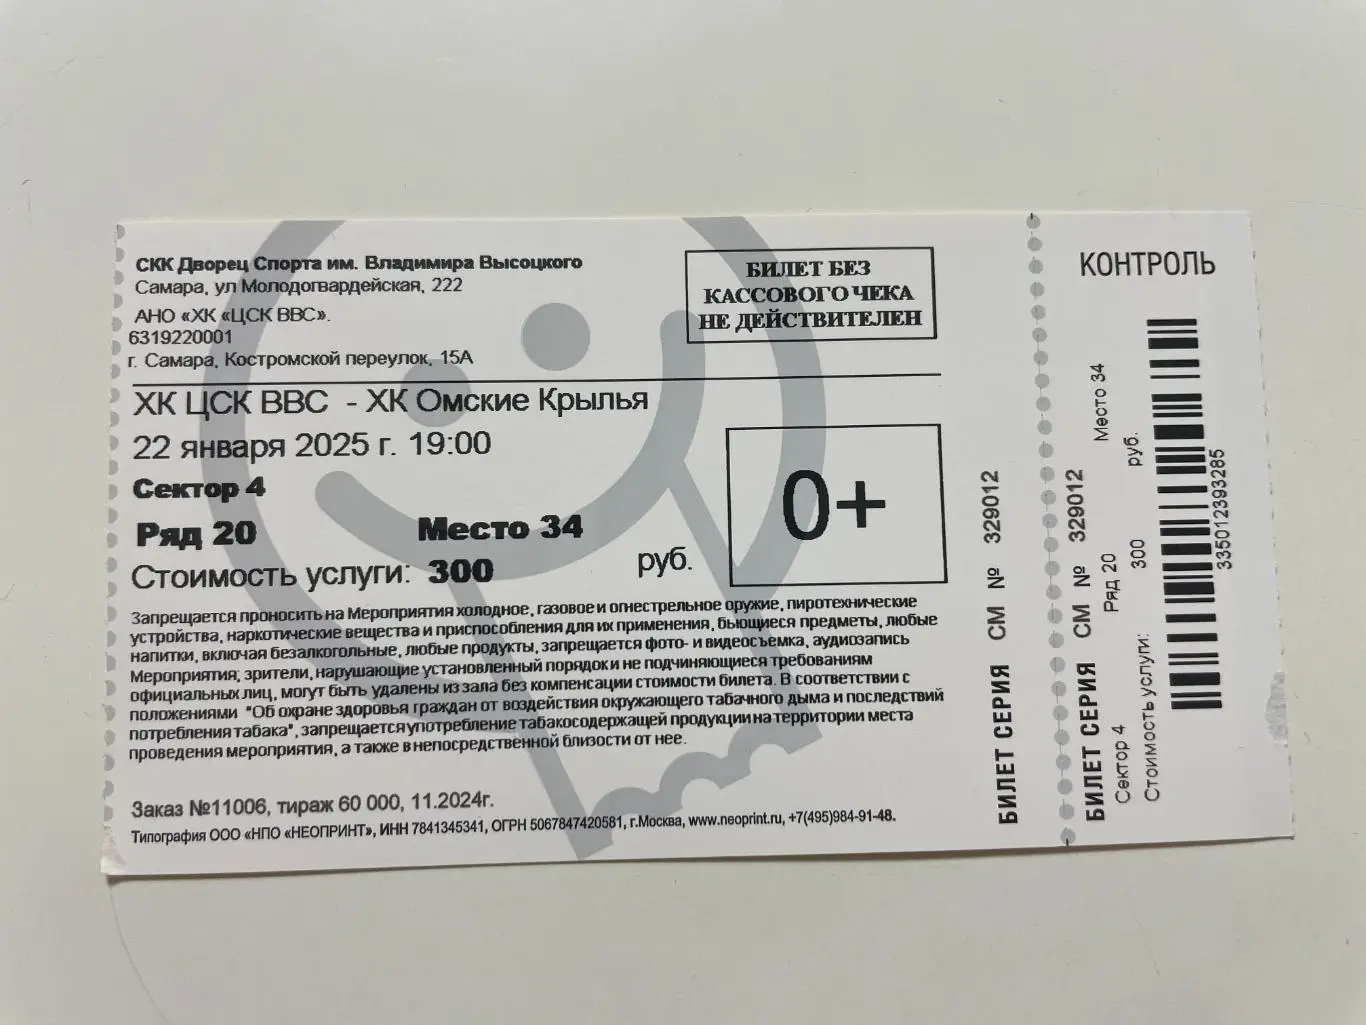 СКК Дворец Спорта им. Владимира Высоцкого
Самара, ул Молодогвардейская, 222
АНО «ХК «ЦСК ВВС».
6319220001
г. Самара, Костромской переулок, 15А
БИЛЕТ БЕЗ
КАССОВОГО ЧЕКА
НЕ ДЕЙСТВИТЕЛЕН
ХК ЦСК ВВС - ХК Омские Крылья
22 января 2025 г. 19:00
Сектор 4
Ряд 20 Место 34
Стоимость услуги: 300 руб.
0+
Запрещается проносить на Мероприятия холодное, газовое и огнестрельное оружие, пиротехнические
устройства, наркотические вещества и приспособления для их применения, бьющиеся предметы, любые
напитки, включая безалкогольные, любые продукты, запрещается фото- и видеосъемка, аудиозапись
Мероприятия; зрители, нарушающие установленный порядок и не подчиняющиеся требованиям
официальных лиц, могут быть удалены из зала без компенсации стоимости билета. В соответствии с
положениями "Об охране здоровья граждан от воздействия окружающего табачного дыма и последствий
потребления табака", запрещается употребление табакосодержащей продукции на территории места
проведения мероприятия, а также в непосредственной близости от нее.
Заказ №11006, тираж 60 000, 11.2024г.
Типография ООО «НПО «НЕОПРИНТ», ИНН 7841345341, ОГРН 5067847420581, г.Москва, www.neoprint.ru, +7(495)984-91-48.
БИЛЕТ СЕРИЯ СМ № 329012
КОНТРОЛЬ
БИЛЕТ СЕРИЯ СМ № 329012
Сектор 4 Ряд 20 Место 34
Стоимость услуги: 300 руб.
335012393285